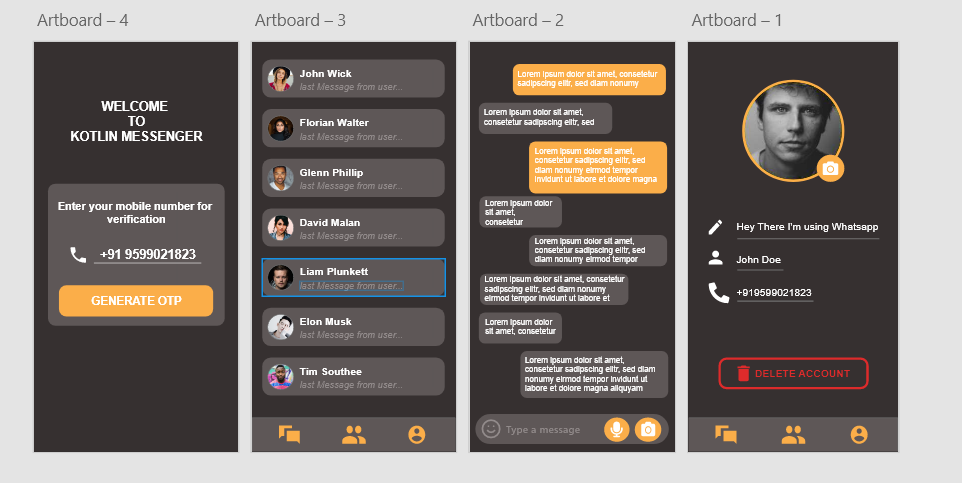 Artboard – 4
WELCOME
TO
KOTLIN MESSENGER
Enter your mobile number for
verification
+91 9599021823
GENERATE OTP
Artboard – 3
John Wick
last Message from user...
Florian Walter
last Message from user...
Glenn Phillip
last Message from user...
David Malan
last Message from user...
Liam Plunkett
last Message from user...
Elon Musk
last Message from user...
Tim Southee
last Message from user...
Artboard – 2
Lorem ipsum dolor sit amet, consetetur
sadipscing elitr, sed diam nonumy
Lorem ipsum dolor sit amet,
consetetur sadipscing elitr, sed
Lorem ipsum dolor sit amet,
consetetur sadipscing elitr, sed
diam nonumy eirmod tempor
invidunt ut labore et dolore magna
Lorem ipsum dolor
sit amet,
consetetur
Lorem ipsum dolor sit amet,
consetetur sadipscing elitr, sed
diam nonumy eirmod tempor
Lorem ipsum dolor sit amet, consetetur
sadipscing elitr, sed diam nonumy
eirmod tempor invidunt ut labore et
Lorem ipsum dolor
sit amet, consetetur
Lorem ipsum dolor sit amet,
consetetur sadipscing elitr, sed diam
nonumy eirmod tempor invidunt ut
labore et dolore magna aliquyam
Type a message
Artboard – 1
Hey There I'm using Whatsapp
John Doe
+919599021823
DELETE ACCOUNT